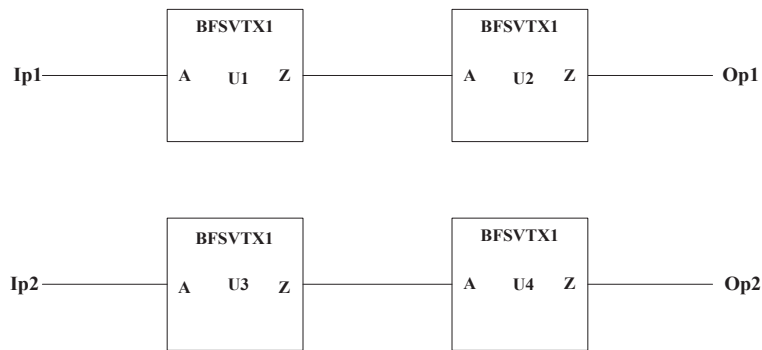 BFSVTX1 BFSVTX1
Ip1 A U1 Z A U2 Z Op1
BFSVTX1 BFSVTX1
Ip2 A U3 Z A U4 Z Op2